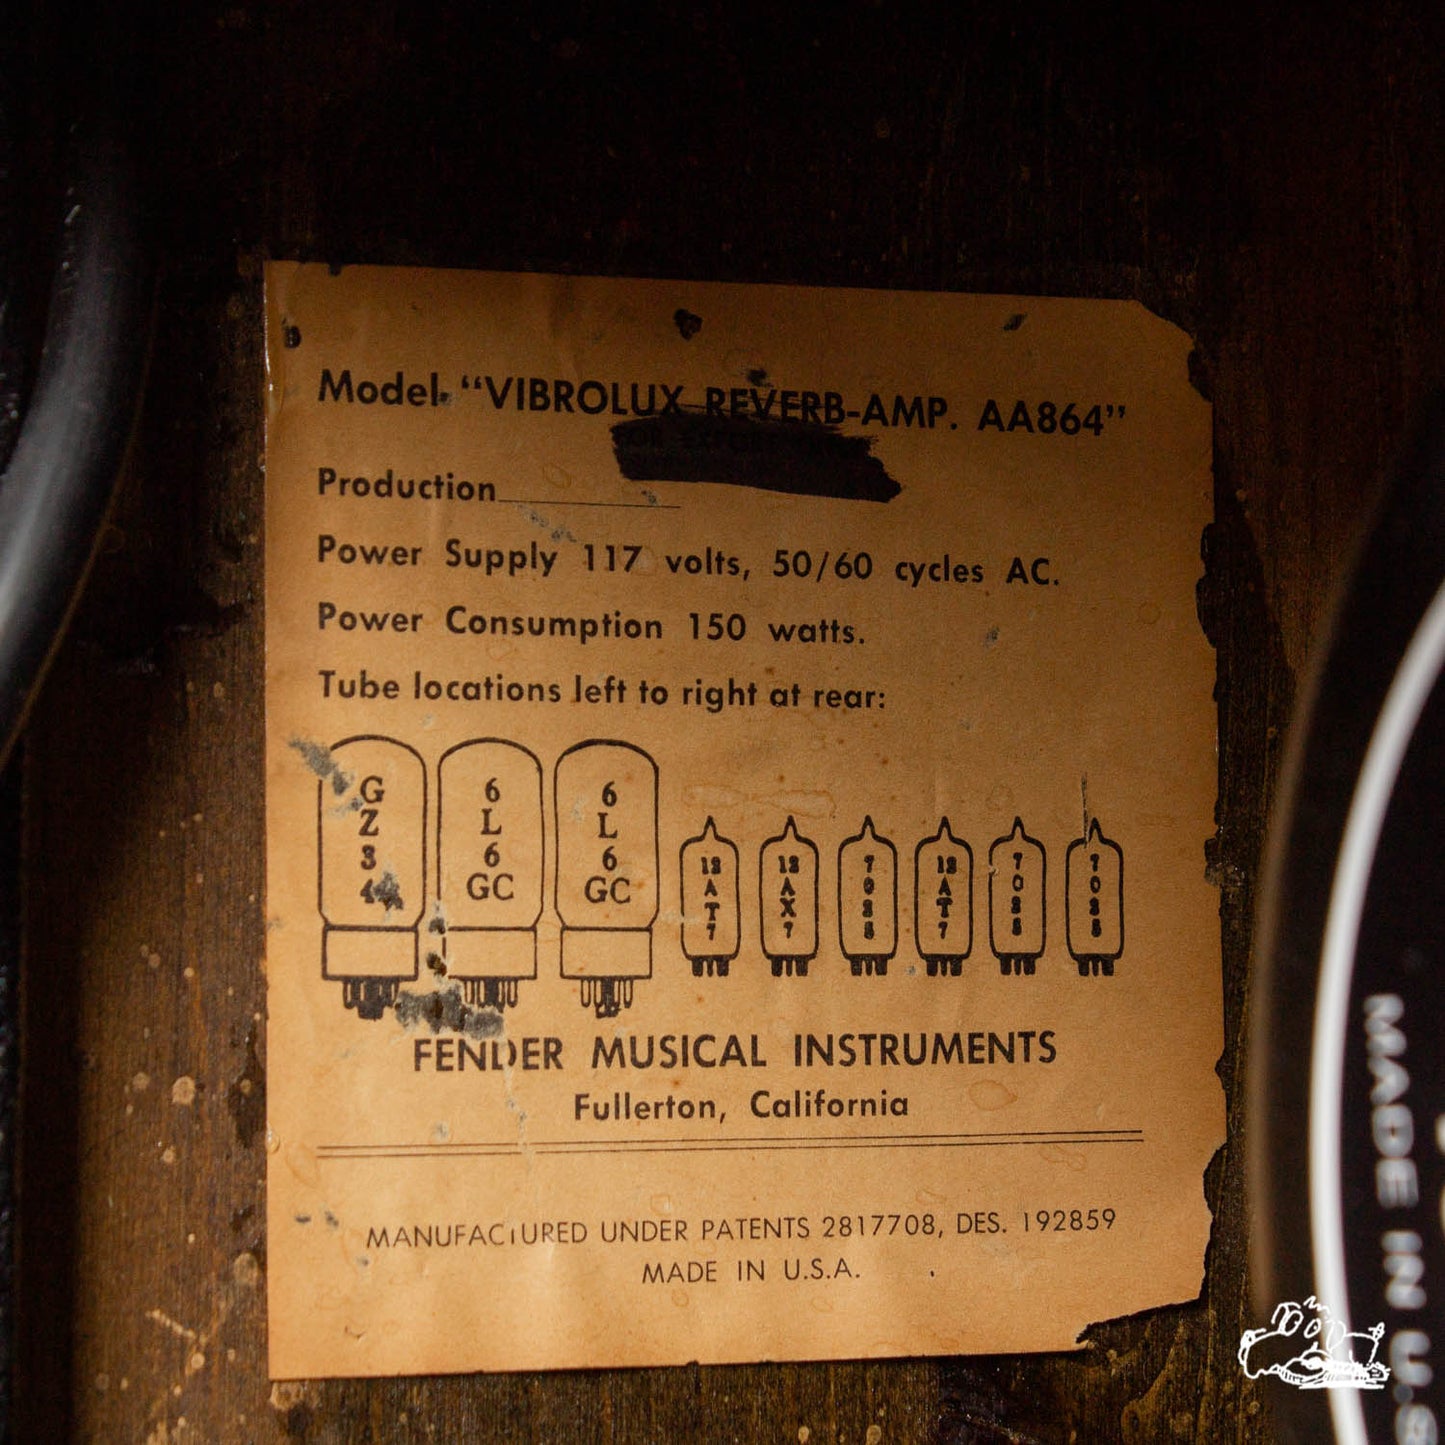 Model "VIBROLUX REVERB-AMP. AA864"
Production
Power Supply 117 volts, 50/60 cycles AC.
Power Consumption 150 watts.
Tube locations left to right at rear:
GZ34 6L6GC 6L6GC 12AT7 12AX7 7025 12AT7 7025 7025
FENDER MUSICAL INSTRUMENTS
Fullerton, California
MANUFACTURED UNDER PATENTS 2817708, DES. 192859
MADE IN U.S.A.
MADE IN U.S